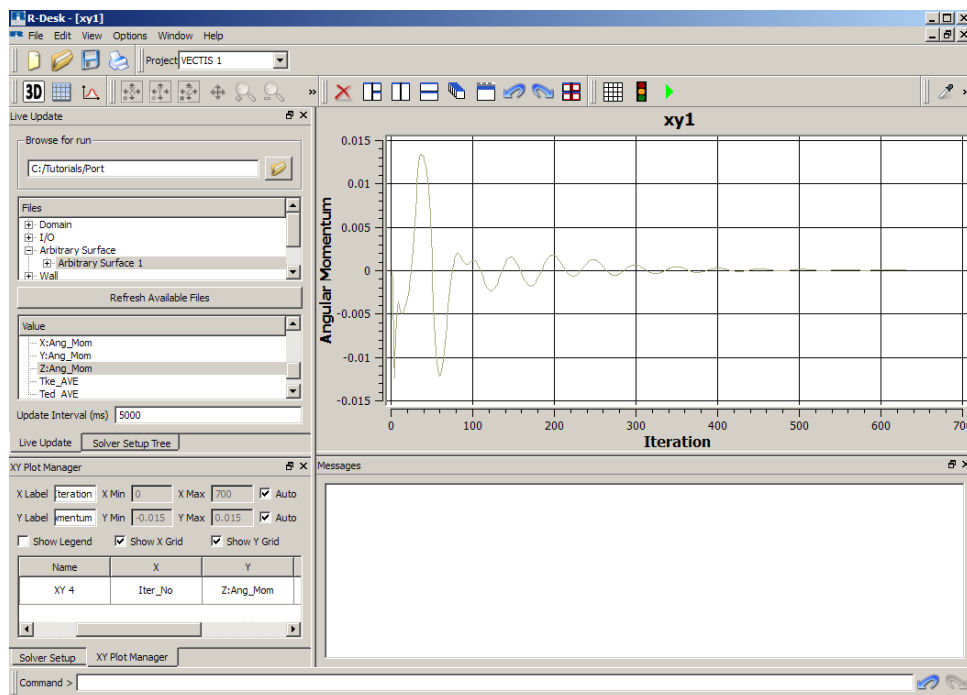 R-Desk - [xy1]
File Edit View Options Window Help
Project VECTIS 1
3D
»
»
Live Update
Browse for run
C:/Tutorials/Port
Files
Domain
I/O
Arbitrary Surface
Arbitrary Surface 1
Wall
Refresh Available Files
Value
X:Ang_Mom
Y:Ang_Mom
Z:Ang_Mom
Tke_AVE
Ted_AVE
Update Interval (ms) 5000
Live Update Solver Setup Tree
xy1
Angular Momentum
0.015
0.01
0.005
0
-0.005
-0.01
-0.015
0 100 200 300 400 500 600 700
Iteration
XY Plot Manager
X Label Iteration X Min 0 X Max 700 Auto
Y Label mentum Y Min -0.015 Y Max 0.015 Auto
Show Legend Show X Grid Show Y Grid
Name X Y
XY 4 Iter_No Z:Ang_Mom
Solver Setup XY Plot Manager
Messages
Command >